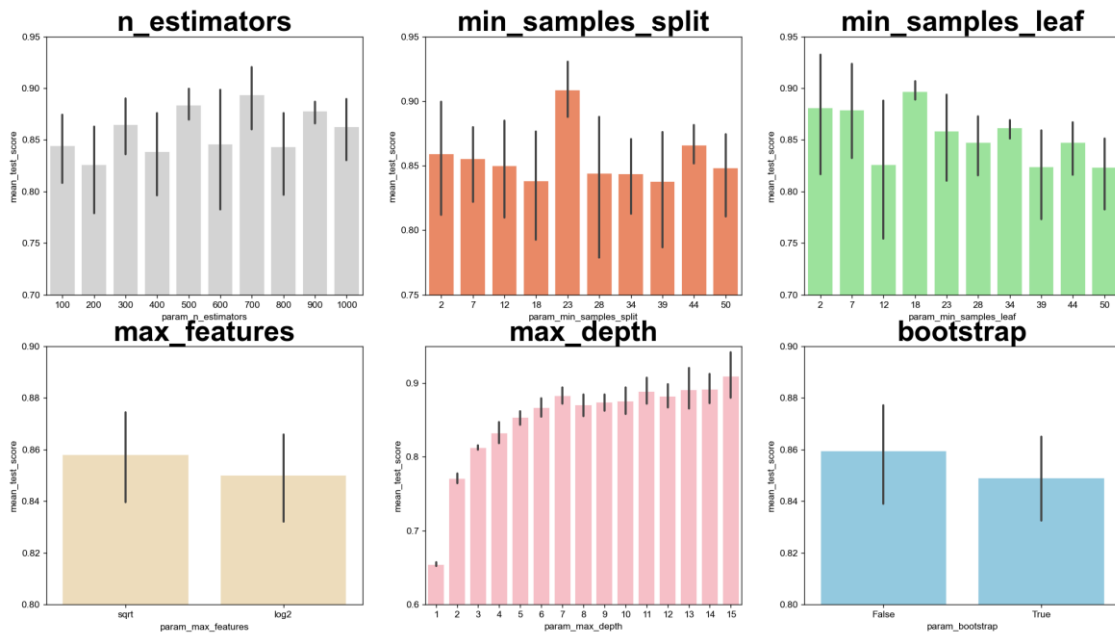 n_estimators
0.95
0.90
0.85
0.80
0.75
0.70
mean_test_score
100 200 300 400 500 600 700 800 900 1000
param_n_estimators
min_samples_split
0.95
0.90
0.85
0.80
0.75
mean_test_score
2 7 12 18 23 28 34 39 44 50
param_min_samples_split
min_samples_leaf
0.95
0.90
0.85
0.80
0.75
0.70
mean_test_score
2 7 12 18 23 28 34 39 44 50
param_min_samples_leaf
max_features
0.90
0.88
0.86
0.84
0.82
0.80
mean_test_score
sqrt log2
param_max_features
max_depth
0.9
0.8
0.7
0.6
mean_test_score
1 2 3 4 5 6 7 8 9 10 11 12 13 14 15
param_max_depth
bootstrap
0.90
0.88
0.86
0.84
0.82
0.80
mean_test_score
False True
param_bootstrap